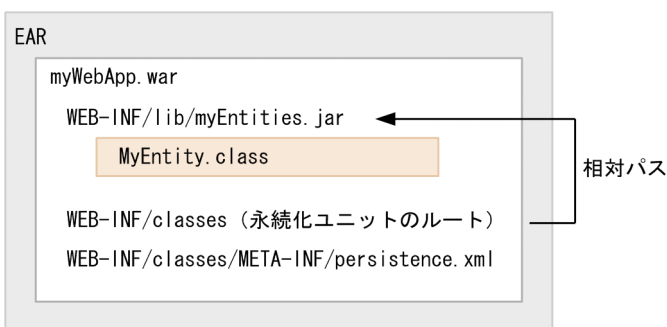 EAR
myWebApp.war
WEB-INF/lib/myEntities.jar
MyEntity.class
相対パス
WEB-INF/classes（永続化ユニットのルート）
WEB-INF/classes/META-INF/persistence.xml